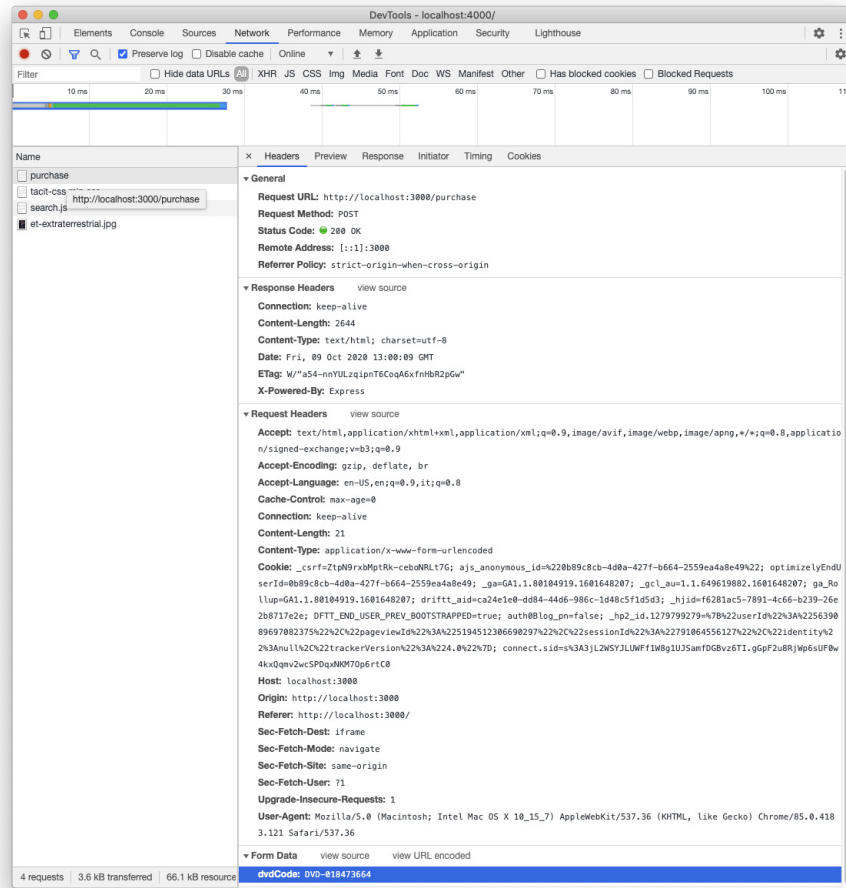 DevTools - localhost:4000/
Elements Console Sources Network Performance Memory Application Security Lighthouse
Preserve log Disable cache Online
Filter Hide data URLs All XHR JS CSS Img Media Font Doc WS Manifest Other Has blocked cookies Blocked Requests
10 ms 20 ms 30 ms 40 ms 50 ms 60 ms 70 ms 80 ms 90 ms 100 ms 11
Name
purchase
tacit-css
http://localhost:3000/purchase
search.js
et-extraterrestrial.jpg
× Headers Preview Response Initiator Timing Cookies
General
Request URL: http://localhost:3000/purchase
Request Method: POST
Status Code: 200 OK
Remote Address: [::1]:3000
Referrer Policy: strict-origin-when-cross-origin
Response Headers view source
Connection: keep-alive
Content-Length: 2644
Content-Type: text/html; charset=utf-8
Date: Fri, 09 Oct 2020 13:00:09 GMT
ETag: W/"a54-nnYULzqipnT6CoqA6xfnHbR2pGw"
X-Powered-By: Express
Request Headers view source
Accept: text/html,application/xhtml+xml,application/xml;q=0.9,image/avif,image/webp,image/apng,*/*;q=0.8,applicatio
n/signed-exchange;v=b3;q=0.9
Accept-Encoding: gzip, deflate, br
Accept-Language: en-US,en;q=0.9,it;q=0.8
Cache-Control: max-age=0
Connection: keep-alive
Content-Length: 21
Content-Type: application/x-www-form-urlencoded
Cookie: _csrf=ZtpN9rxbMptRk-ceboNRLt7G; ajs_anonymous_id=%220b89c8cb-4d0a-427f-b664-2559ea4a8e49%22; optimizelyEndU
serId=0b89c8cb-4d0a-427f-b664-2559ea4a8e49; _ga=GA1.1.80104919.1601648207; _gcl_au=1.1.649619882.1601648207; ga_Ro
llup=GA1.1.80104919.1601648207; driftt_aid=ca24e1e0-dd84-44d6-986c-1d48c5f1d5d3; _hjid=f6281ac5-7891-4c66-b239-26e
2b8717e2e; DFTT_END_USER_PREV_BOOTSTRAPPED=true; auth0Blog_pn=false; _hp2_id.1279799279=%7B%22userId%22%3A%2256390
89697082375%22%2C%22pageviewId%22%3A%225194512306690297%22%2C%22sessionId%22%3A%22791064556127%22%2C%22identity%2
2%3Anull%2C%22trackerVersion%22%3A%224.0%22%7D; connect.sid=s%3A3jL2WSYJLUWFf1W8g1UJSamfDGBvz6TI.gGpF2u8RjWp6sUF0w
4kxQqmv2wcSPDqxNKM7Op6rtC0
Host: localhost:3000
Origin: http://localhost:3000
Referer: http://localhost:3000/
Sec-Fetch-Dest: iframe
Sec-Fetch-Mode: navigate
Sec-Fetch-Site: same-origin
Sec-Fetch-User: ?1
Upgrade-Insecure-Requests: 1
User-Agent: Mozilla/5.0 (Macintosh; Intel Mac OS X 10_15_7) AppleWebKit/537.36 (KHTML, like Gecko) Chrome/85.0.418
3.121 Safari/537.36
Form Data view source view URL encoded
dvdCode: DVD-018473664
4 requests 3.6 kB transferred 66.1 kB resource